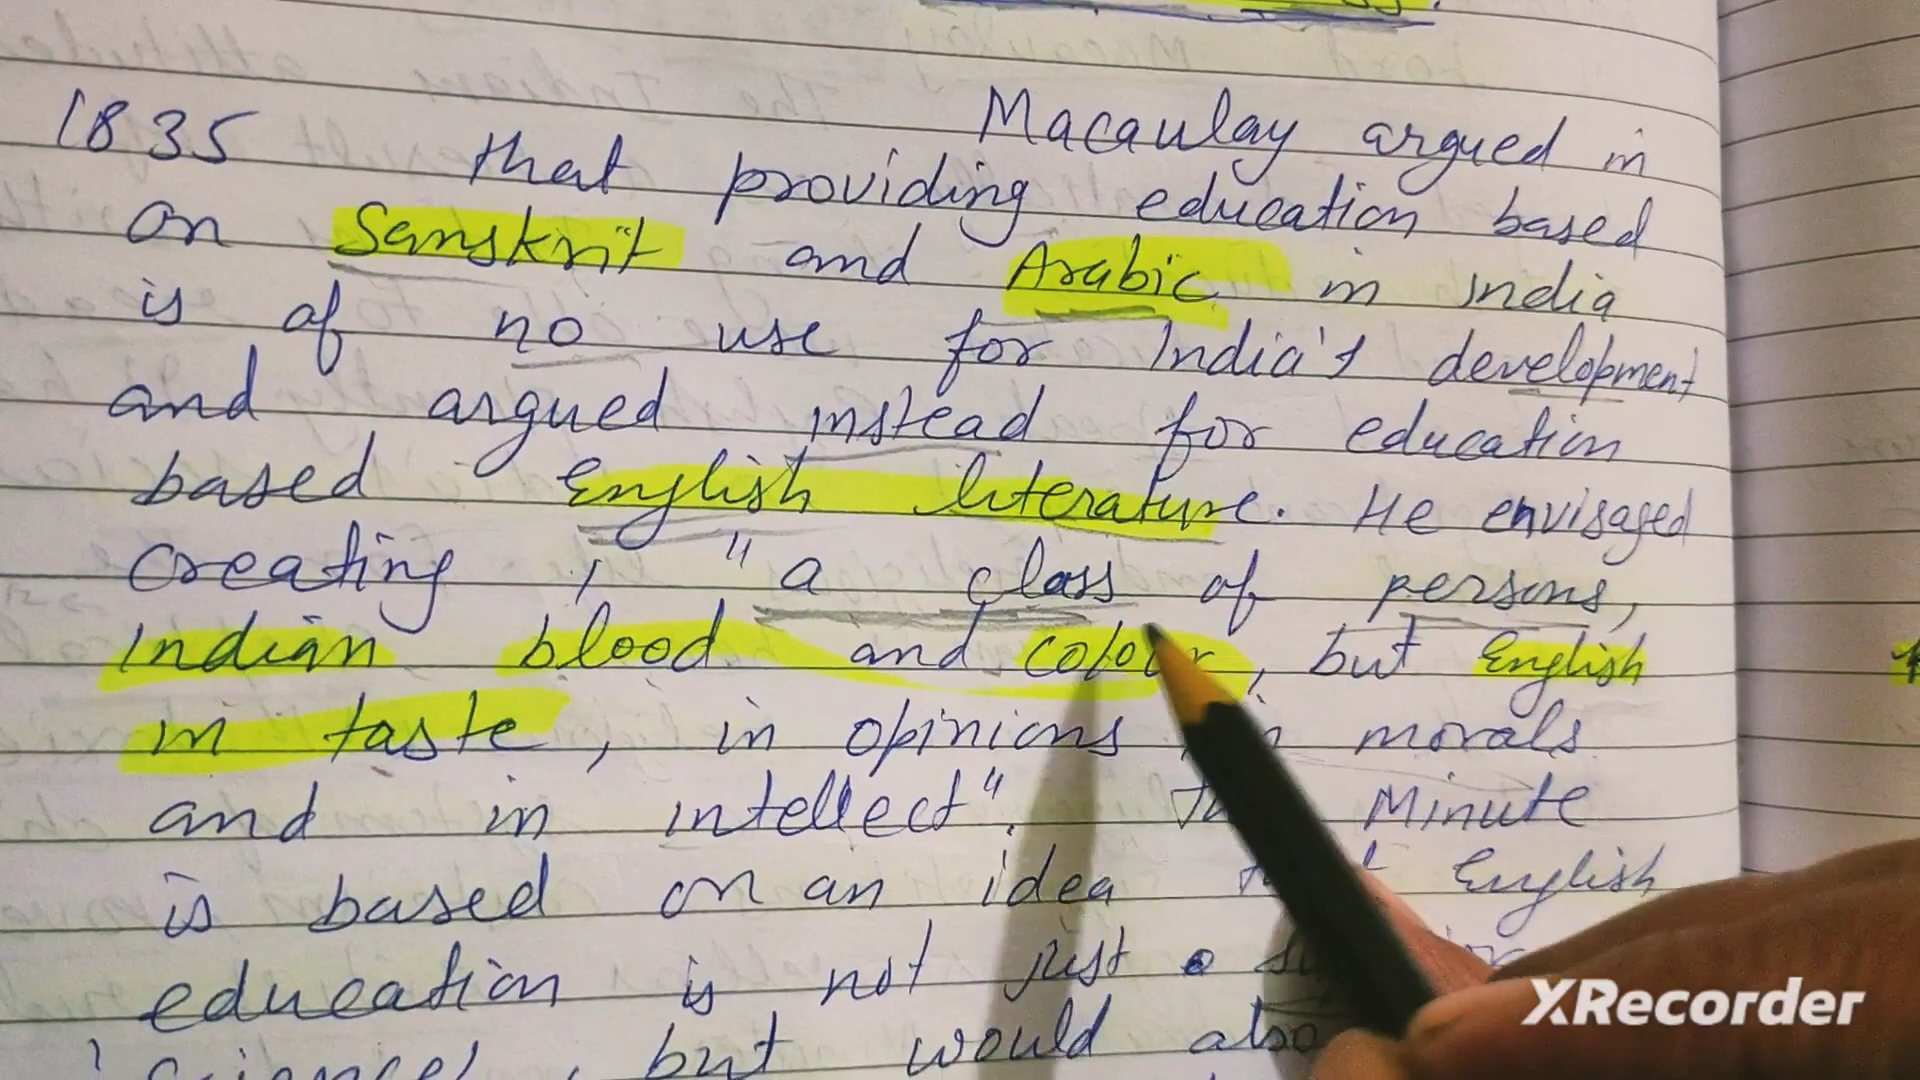 Macaulay argued in
1835 that providing education based
on Sanskrit and Arabic in India
is of no use for India's development
and argued instead for education
based English literature. He envisaged
creating, "a class of persons,
Indian blood and colour, but English
in taste, in opinions, in morals
and in intellect". Minute
is based on an idea English
education is not just
but would also
XRecorder